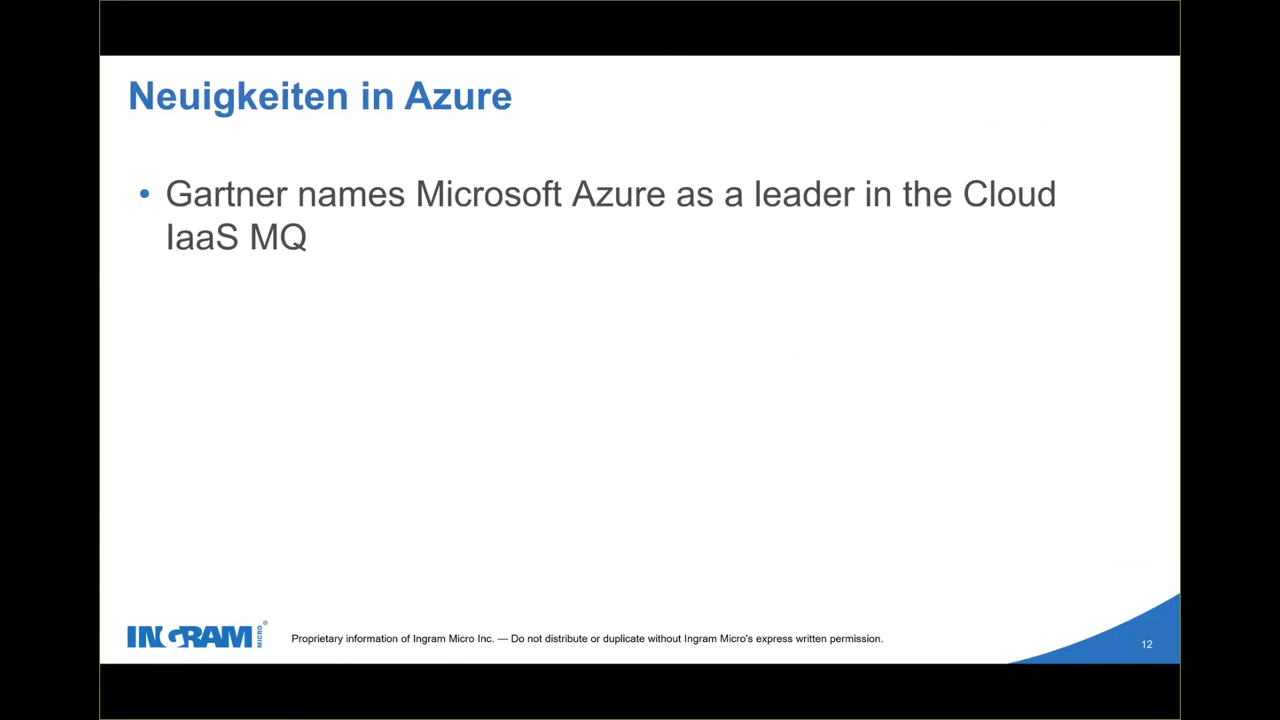 Neuigkeiten in Azure
• Gartner names Microsoft Azure as a leader in the Cloud
IaaS MQ
INGRAM MICRO®
Proprietary information of Ingram Micro Inc. — Do not distribute or duplicate without Ingram Micro's express written permission.
12